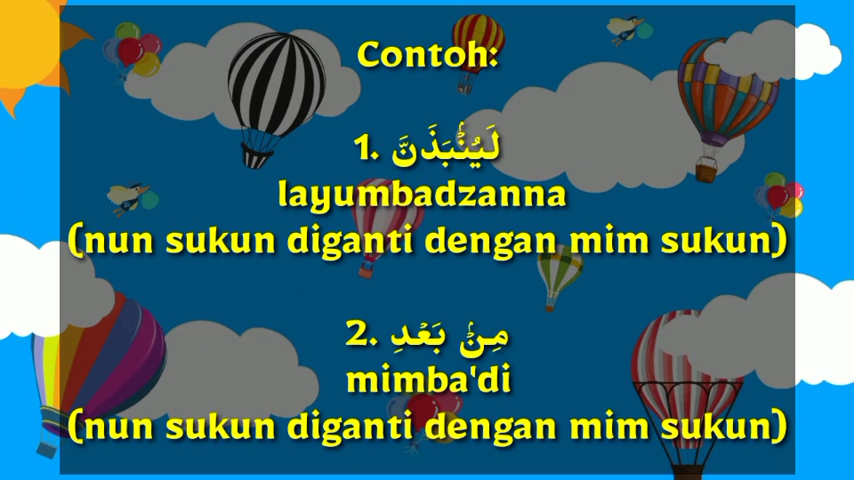 Contoh:
1. لَيُنْۢبَذَنَّ
layumbadzanna
(nun sukun diganti dengan mim sukun)
2. مِنْۢ بَعْدِ
mimba'di
(nun sukun diganti dengan mim sukun)